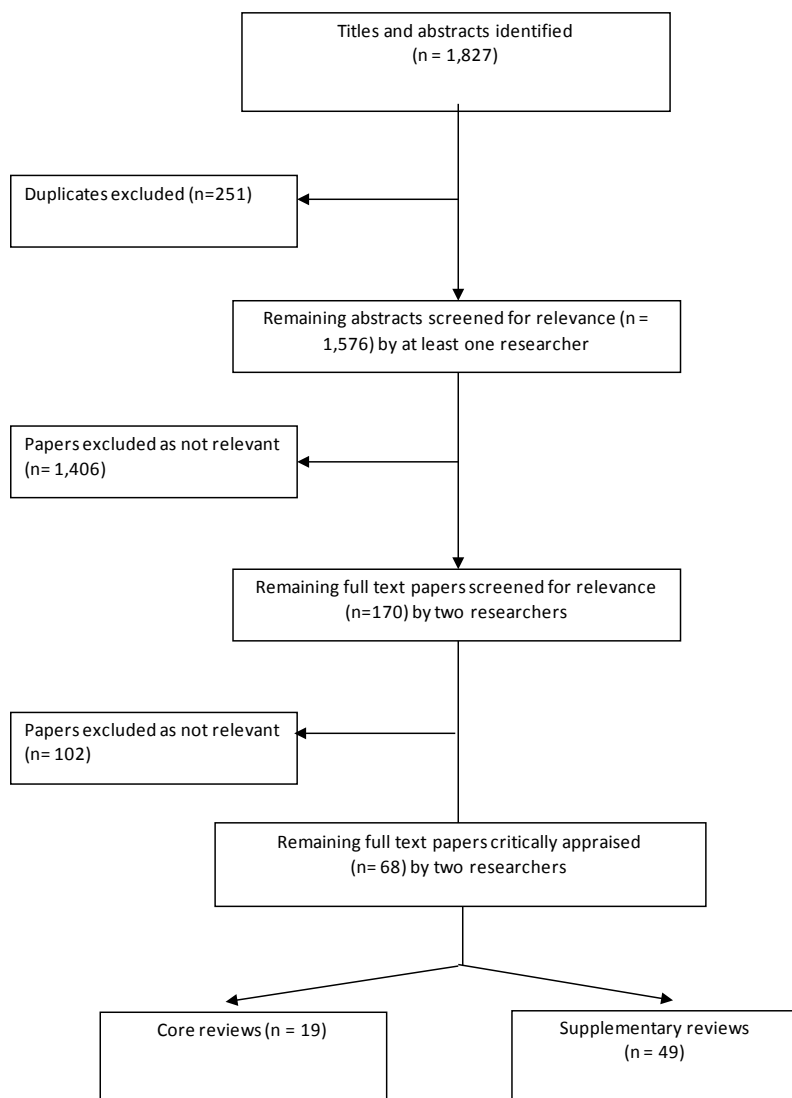 Titles and abstracts identified
(n = 1,827)
Duplicates excluded (n=251)
Remaining abstracts screened for relevance (n =
1,576) by at least one researcher
Papers excluded as not relevant
(n= 1,406)
Remaining full text papers screened for relevance
(n=170) by two researchers
Papers excluded as not relevant
(n= 102)
Remaining full text papers critically appraised
(n= 68) by two researchers
Core reviews (n = 19)
Supplementary reviews
(n = 49)